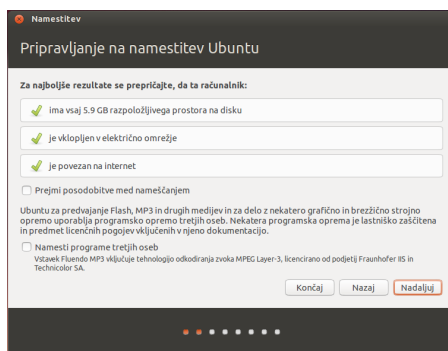 Namestitev
Pripravljanje na namestitev Ubuntu
Za najboljše rezultate se prepričajte, da ta računalnik:
ima vsaj 5.9 GB razpoložljivega prostora na disku
je vklopljen v električno omrežje
je povezan na internet
Prejmi posodobitve med nameščanjem
Ubuntu za predvajanje Flash, MP3 in drugih medijev in za delo z nekatero grafično in brezžično strojno
opremo uporablja programsko opremo tretjih oseb. Nekatera programska oprema je lastniško zaščitena
in predmet licenčnih pogojev vključenih v njeno dokumentacijo.
Namesti programe tretjih oseb
Vstavek Fluendo MP3 vključuje tehnologijo odkodiranja zvoka MPEG Layer-3, licencirano od podjetij Fraunhofer IIS in
Technicolor SA.
Končaj Nazaj Nadaljuj